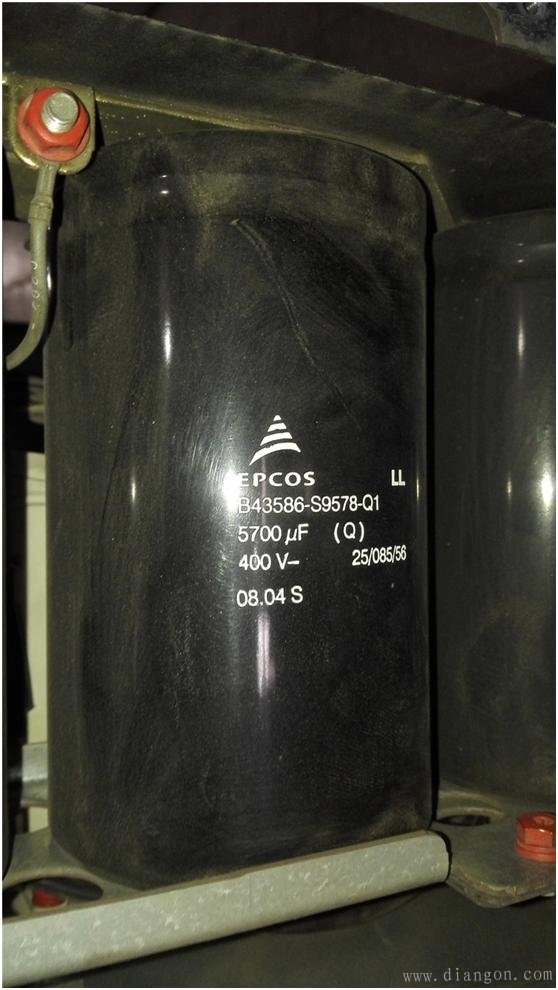 EPCOS LL
B43586-S9578-Q1
5700 µF (Q)
400 V– 25/085/56
08.04 S
www.diangon.com